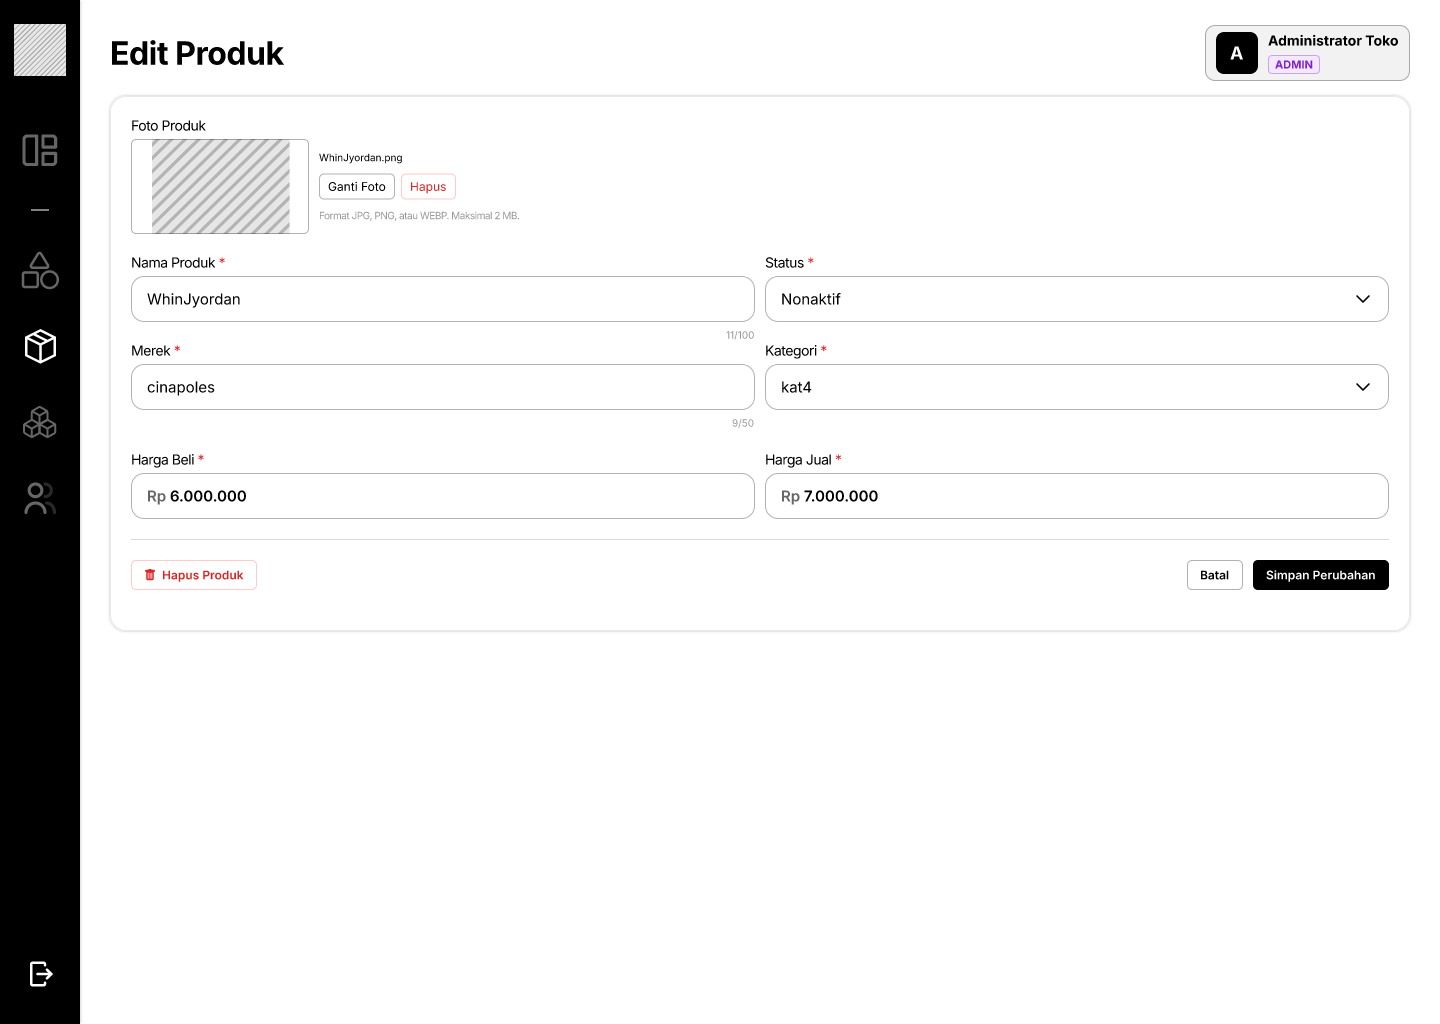 Edit Produk
A
Administrator Toko
ADMIN
Foto Produk
WhinJyordan.png
Ganti Foto
Hapus
Format JPG, PNG, atau WEBP. Maksimal 2 MB.
Nama Produk *
Status *
WhinJyordan
Nonaktif
11/100
Merek *
Kategori *
cinapoles
kat4
9/50
Harga Beli *
Harga Jual *
Rp 6.000.000
Rp 7.000.000
Hapus Produk
Batal
Simpan Perubahan